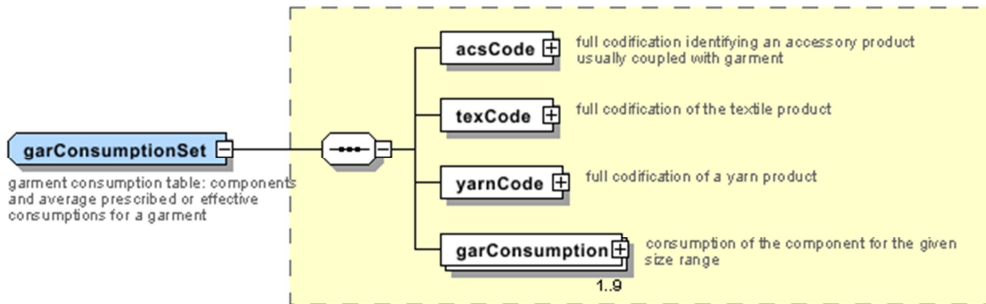 acsCode
full codification identifying an accessory product
usually coupled with garment
texCode
full codification of the textile product
garConsumptionSet
garment consumption table: components
and average prescribed or effective
consumptions for a garment
yarnCode
full codification of a yarn product
garConsumption
consumption of the component for the given
size range
1..9